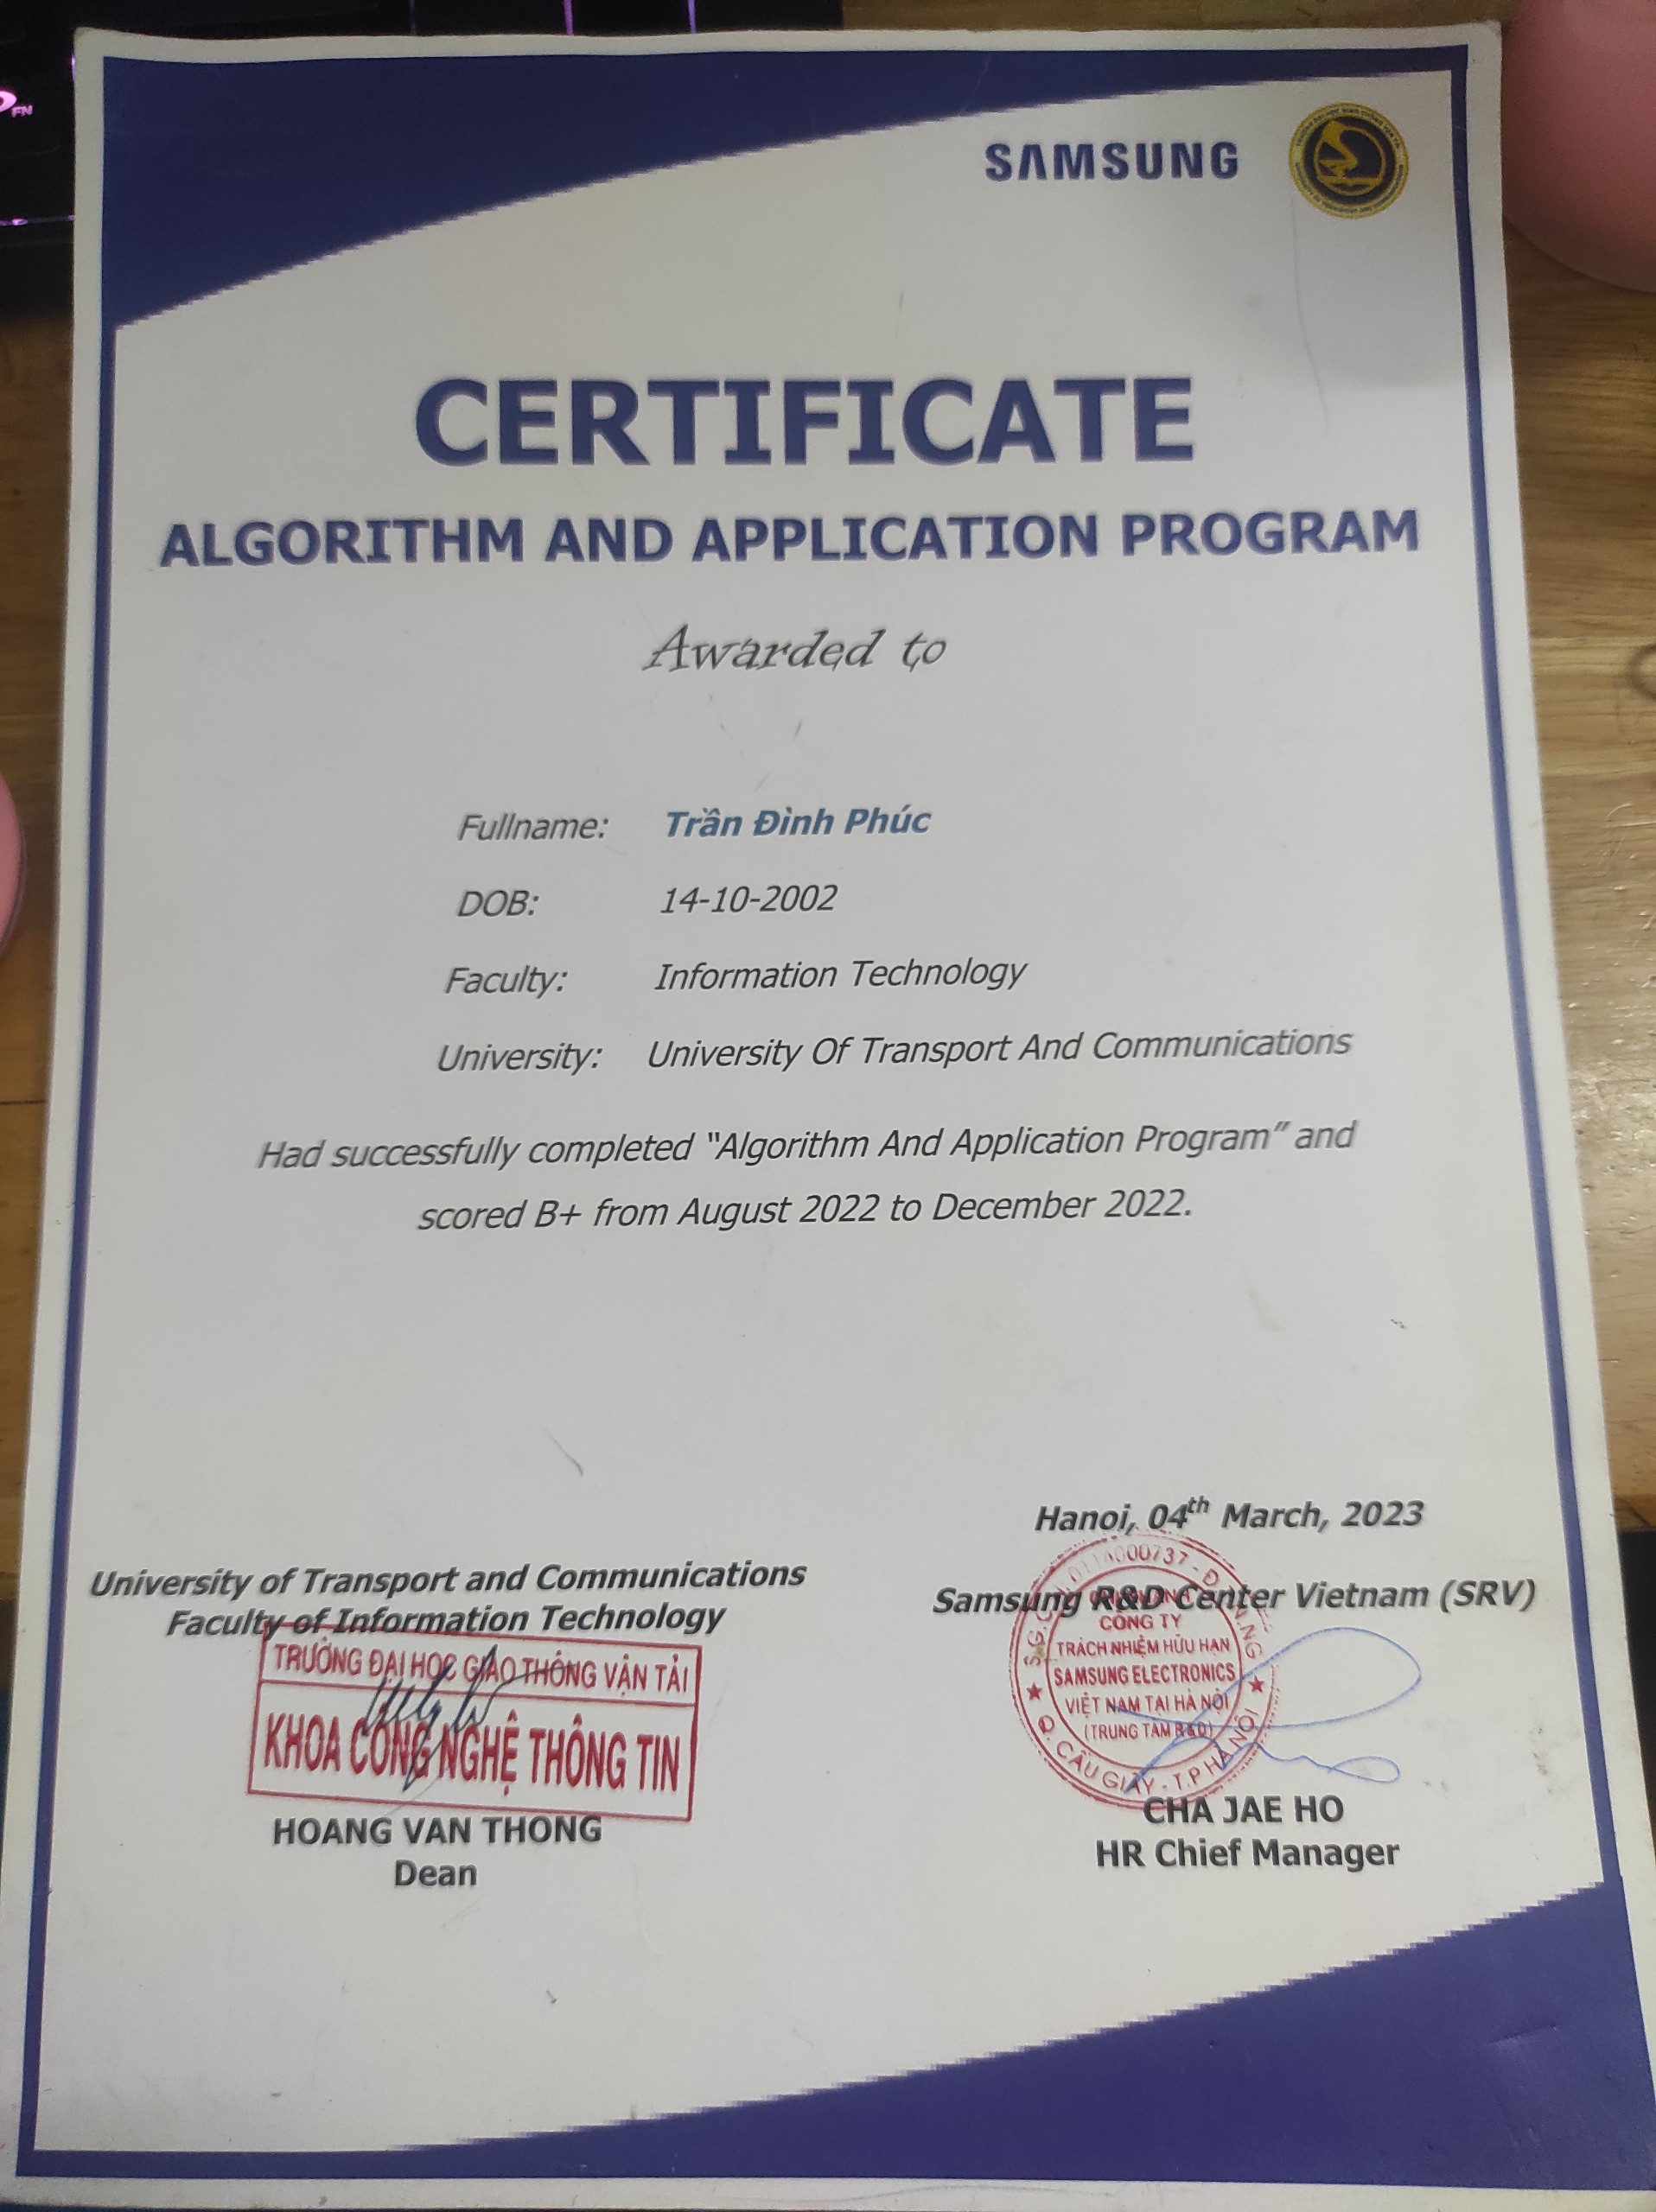 FN
SAMSUNG
CERTIFICATE
ALGORITHM AND APPLICATION PROGRAM
Awarded to
Fullname: Trần Đình Phúc
DOB: 14-10-2002
Faculty: Information Technology
University: University Of Transport And Communications
Had successfully completed “Algorithm And Application Program” and
scored B+ from August 2022 to December 2022.
Hanoi, 04th March, 2023
University of Transport and Communications
Faculty of Information Technology
TRƯỜNG ĐẠI HỌC GIAO THÔNG VẬN TẢI
KHOA CÔNG NGHỆ THÔNG TIN
HOANG VAN THONG
Dean
Samsung R&D Center Vietnam (SRV)
CÔNG TY
TRÁCH NHIỆM HỮU HẠN
SAMSUNG ELECTRONICS
VIỆT NAM TẠI HÀ NỘI
(TRUNG TÂM R&D)
Q. CẦU GIẤY - T.P HÀ NỘI
CHA JAE HO
HR Chief Manager